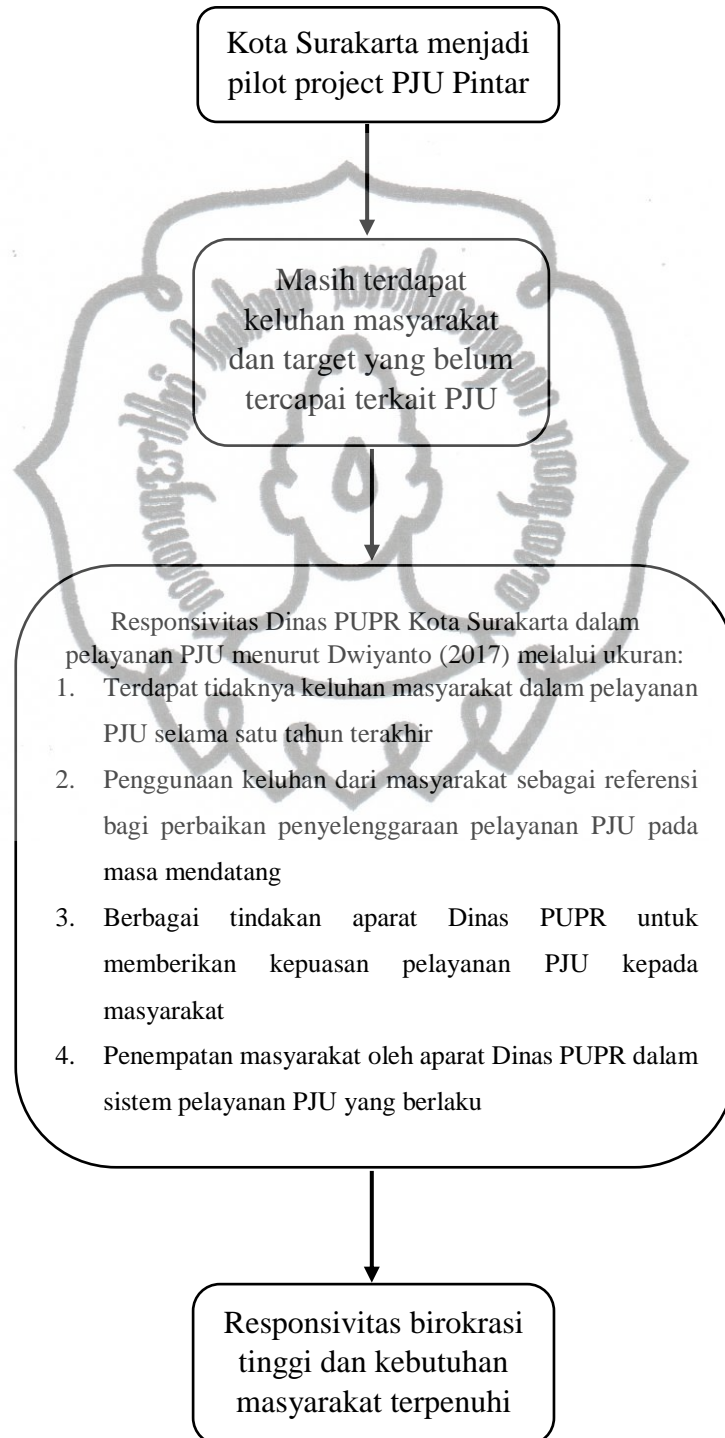 Kota Surakarta menjadi
pilot project PJU Pintar
Masih terdapat
keluhan masyarakat
dan target yang belum
tercapai terkait PJU
Responsivitas Dinas PUPR Kota Surakarta dalam
pelayanan PJU menurut Dwiyanto (2017) melalui ukuran:
1. Terdapat tidaknya keluhan masyarakat dalam pelayanan
PJU selama satu tahun terakhir
2. Penggunaan keluhan dari masyarakat sebagai referensi
bagi perbaikan penyelenggaraan pelayanan PJU pada
masa mendatang
3. Berbagai tindakan aparat Dinas PUPR untuk
memberikan kepuasan pelayanan PJU kepada
masyarakat
4. Penempatan masyarakat oleh aparat Dinas PUPR dalam
sistem pelayanan PJU yang berlaku
Responsivitas birokrasi
tinggi dan kebutuhan
masyarakat terpenuhi